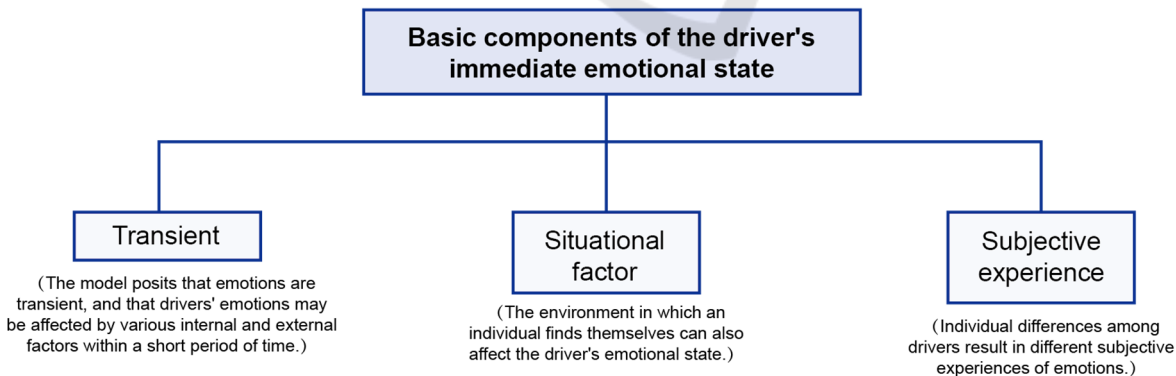 Basic components of the driver's
immediate emotional state
Transient
（The model posits that emotions are
transient, and that drivers' emotions may
be affected by various internal and external
factors within a short period of time.）
Situational
factor
（The environment in which an
individual finds themselves can also
affect the driver's emotional state.）
Subjective
experience
（Individual differences among
drivers result in different subjective
experiences of emotions.）